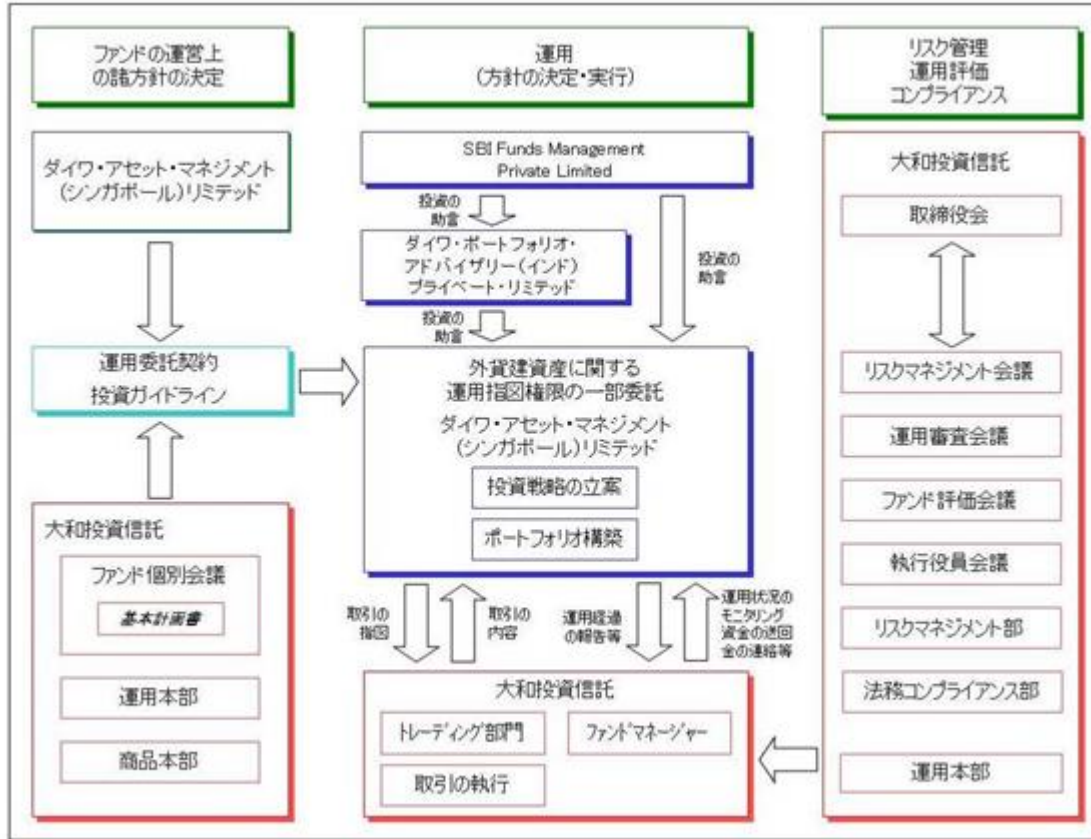 ファンドの運営上
の諸方針の決定
運用
(方針の決定・実行)
リスク管理
運用評価
コンプライアンス
ダイワ・アセット・マネジメント
(シンガポール)リミテッド
SBI Funds Management
Private Limited
投資の
助言
ダイワ・ポートフォリオ・
アドバイザリー(インド)
プライベート・リミテッド
投資の
助言
投資の
助言
運用委託契約
投資ガイドライン
外貨建資産に関する
運用指図権限の一部委託
ダイワ・アセット・マネジメント
(シンガポール)リミテッド
投資戦略の立案
ポートフォリオ構築
大和投資信託
ファンド個別会議
基本計画書
運用本部
商品本部
取引の
指図
取引の
内容
運用経過
の報告等
運用状況の
モニタリング
資金の送回
金の連絡等
大和投資信託
トレーディング部門
ファンドマネージャー
取引の執行
大和投資信託
取締役会
リスクマネジメント会議
運用審査会議
ファンド評価会議
執行役員会議
リスクマネジメント部
法務コンプライアンス部
運用本部